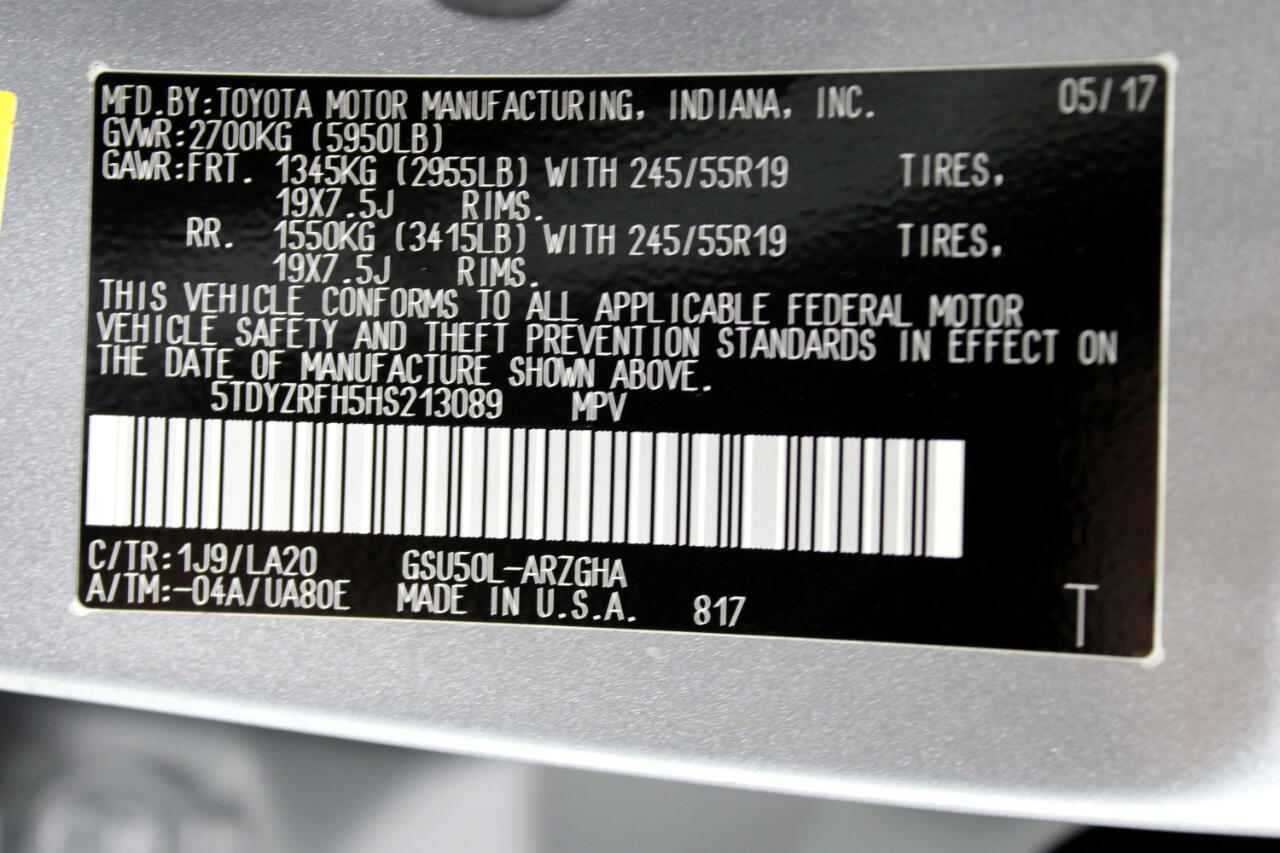 MFD.BY:TOYOTA MOTOR MANUFACTURING, INDIANA, INC. 05/17
GVWR:2700KG (5950LB)
GAWR:FRT. 1345KG (2955LB) WITH 245/55R19 TIRES,
19X7.5J RIMS.
RR. 1550KG (3415LB) WITH 245/55R19 TIRES,
19X7.5J RIMS.
THIS VEHICLE CONFORMS TO ALL APPLICABLE FEDERAL MOTOR
VEHICLE SAFETY AND THEFT PREVENTION STANDARDS IN EFFECT ON
THE DATE OF MANUFACTURE SHOWN ABOVE.
5TDYZRFH5HS213089 MPV
C/TR:1J9/LA20 GSU50L-ARZGHA
A/TM:-04A/UA80E MADE IN U.S.A. 817 T